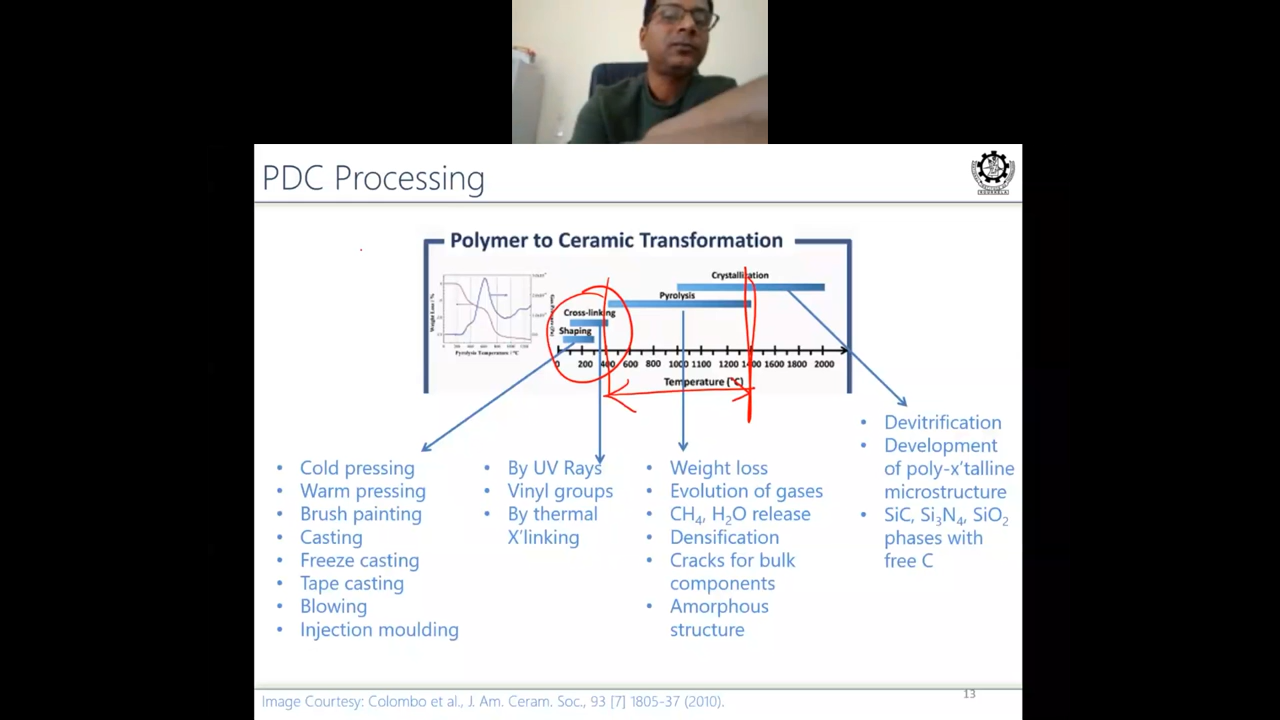 PDC Processing
Polymer to Ceramic Transformation
Crystallization
Pyrolysis
Cross-linking
Shaping
Weight Loss / %
Pyrolysis Temperature / °C
0 200 400 600 800 1000 1200 1400 1600 1800 2000
Temperature (°C)
• Cold pressing
• Warm pressing
• Brush painting
• Casting
• Freeze casting
• Tape casting
• Blowing
• Injection moulding
• By UV Rays
• Vinyl groups
• By thermal
X'linking
• Weight loss
• Evolution of gases
• CH₄, H₂O release
• Densification
• Cracks for bulk
components
• Amorphous
structure
• Devitrification
• Development
of poly-x'talline
microstructure
• SiC, Si₃N₄, SiO₂
phases with
free C
Image Courtesy: Colombo et al., J. Am. Ceram. Soc., 93 [7] 1805-37 (2010).
13